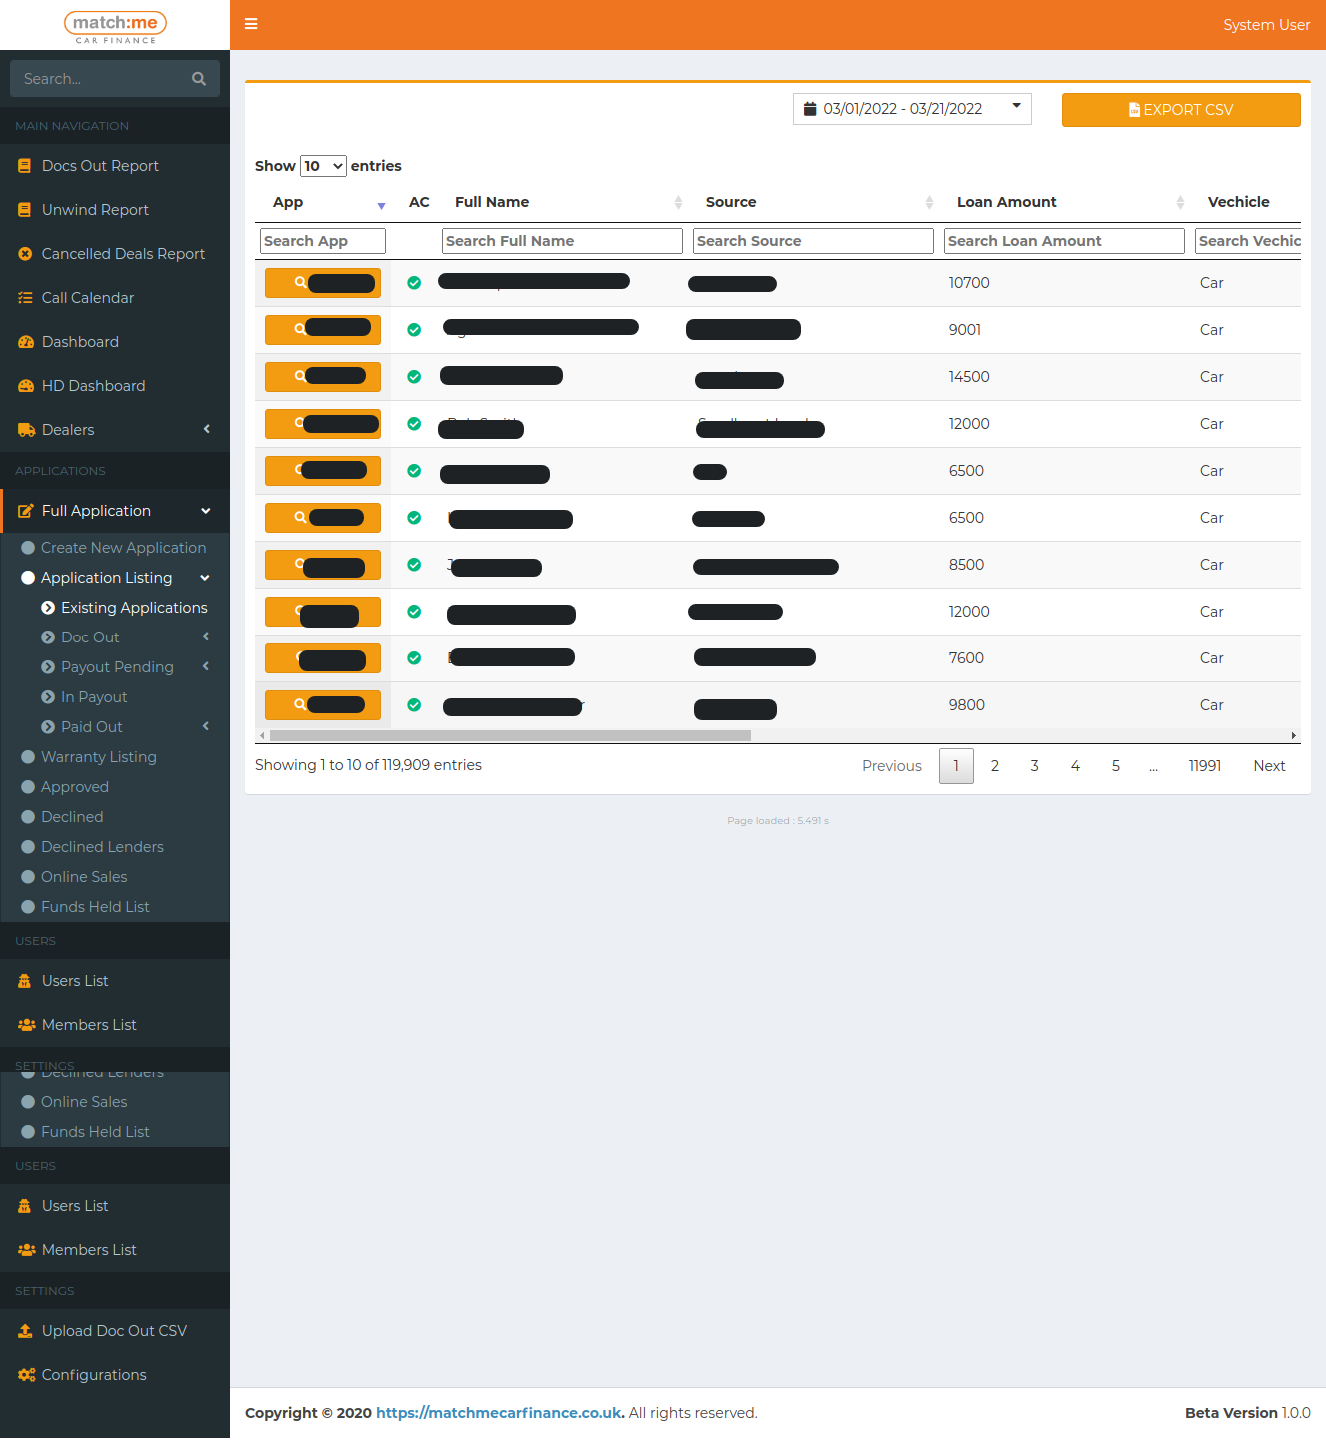 match:me
CAR FINANCE
System User
Search...
MAIN NAVIGATION
Docs Out Report
Unwind Report
Cancelled Deals Report
Call Calendar
Dashboard
HD Dashboard
Dealers
APPLICATIONS
Full Application
Create New Application
Application Listing
Existing Applications
Doc Out
Payout Pending
In Payout
Paid Out
Warranty Listing
Approved
Declined
Declined Lenders
Online Sales
Funds Held List
USERS
Users List
Members List
SETTINGS
Declined Lenders
Online Sales
Funds Held List
USERS
Users List
Members List
SETTINGS
Upload Doc Out CSV
Configurations
03/01/2022 - 03/21/2022
EXPORT CSV
Show 10 entries
App AC Full Name Source Loan Amount Vechicle
Search App Search Full Name Search Source Search Loan Amount Search Vechic
10700 Car
9001 Car
14500 Car
12000 Car
6500 Car
6500 Car
8500 Car
12000 Car
7600 Car
9800 Car
Showing 1 to 10 of 119,909 entries
Previous 1 2 3 4 5 ... 11991 Next
Page loaded : 5.491 s
Copyright © 2020 https://matchmecarfinance.co.uk. All rights reserved.
Beta Version 1.0.0